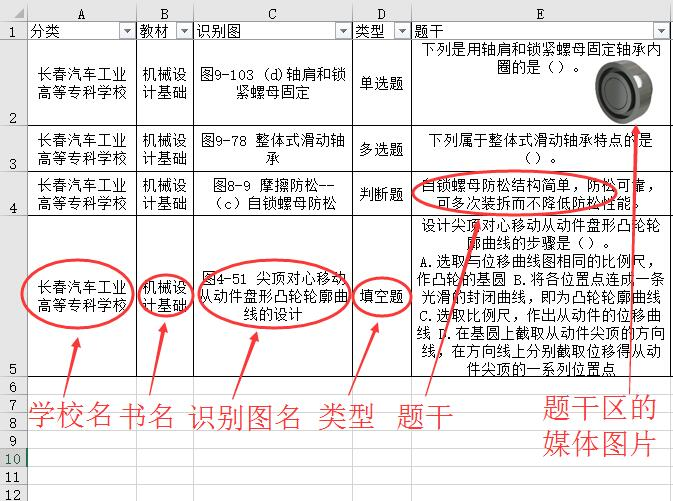 A B C D E
1 分类 教材 识别图 类型 题干
2 长春汽车工业
高等专科学校
机械设
计基础
图9-103 (d)轴肩和锁
紧螺母固定
单选题
下列是用轴肩和锁紧螺母固定轴承内
圈的是（）。
3 长春汽车工业
高等专科学校
机械设
计基础
图9-78 整体式滑动轴
承
多选题
下列属于整体式滑动轴承特点的是
（）。
4 长春汽车工业
高等专科学校
机械设
计基础
图8-9 摩擦防松--
（c）自锁螺母防松
判断题
自锁螺母防松结构简单，防松可靠，
可多次装拆而不降低防松性能。
5 长春汽车工业
高等专科学校
机械设
计基础
图4-51 尖顶对心移动
从动件盘形凸轮轮廓曲
线的设计
填空题
设计尖顶对心移动从动件盘形凸轮轮
廓曲线的步骤是（）。
A.选取与位移曲线图相同的比例尺，
作凸轮的基圆 B.将各位置点连成一条
光滑的封闭曲线，即为凸轮轮廓曲线
C.选取比例尺，作出从动件的位移曲
线 D.在基圆上截取从动件尖顶的方向
线，在方向线上分别截取位移得从动
件尖顶的一系列位置点
6
7
8
9
10
11
12
学校名 书名 识别图名 类型 题干
题干区的
媒体图片